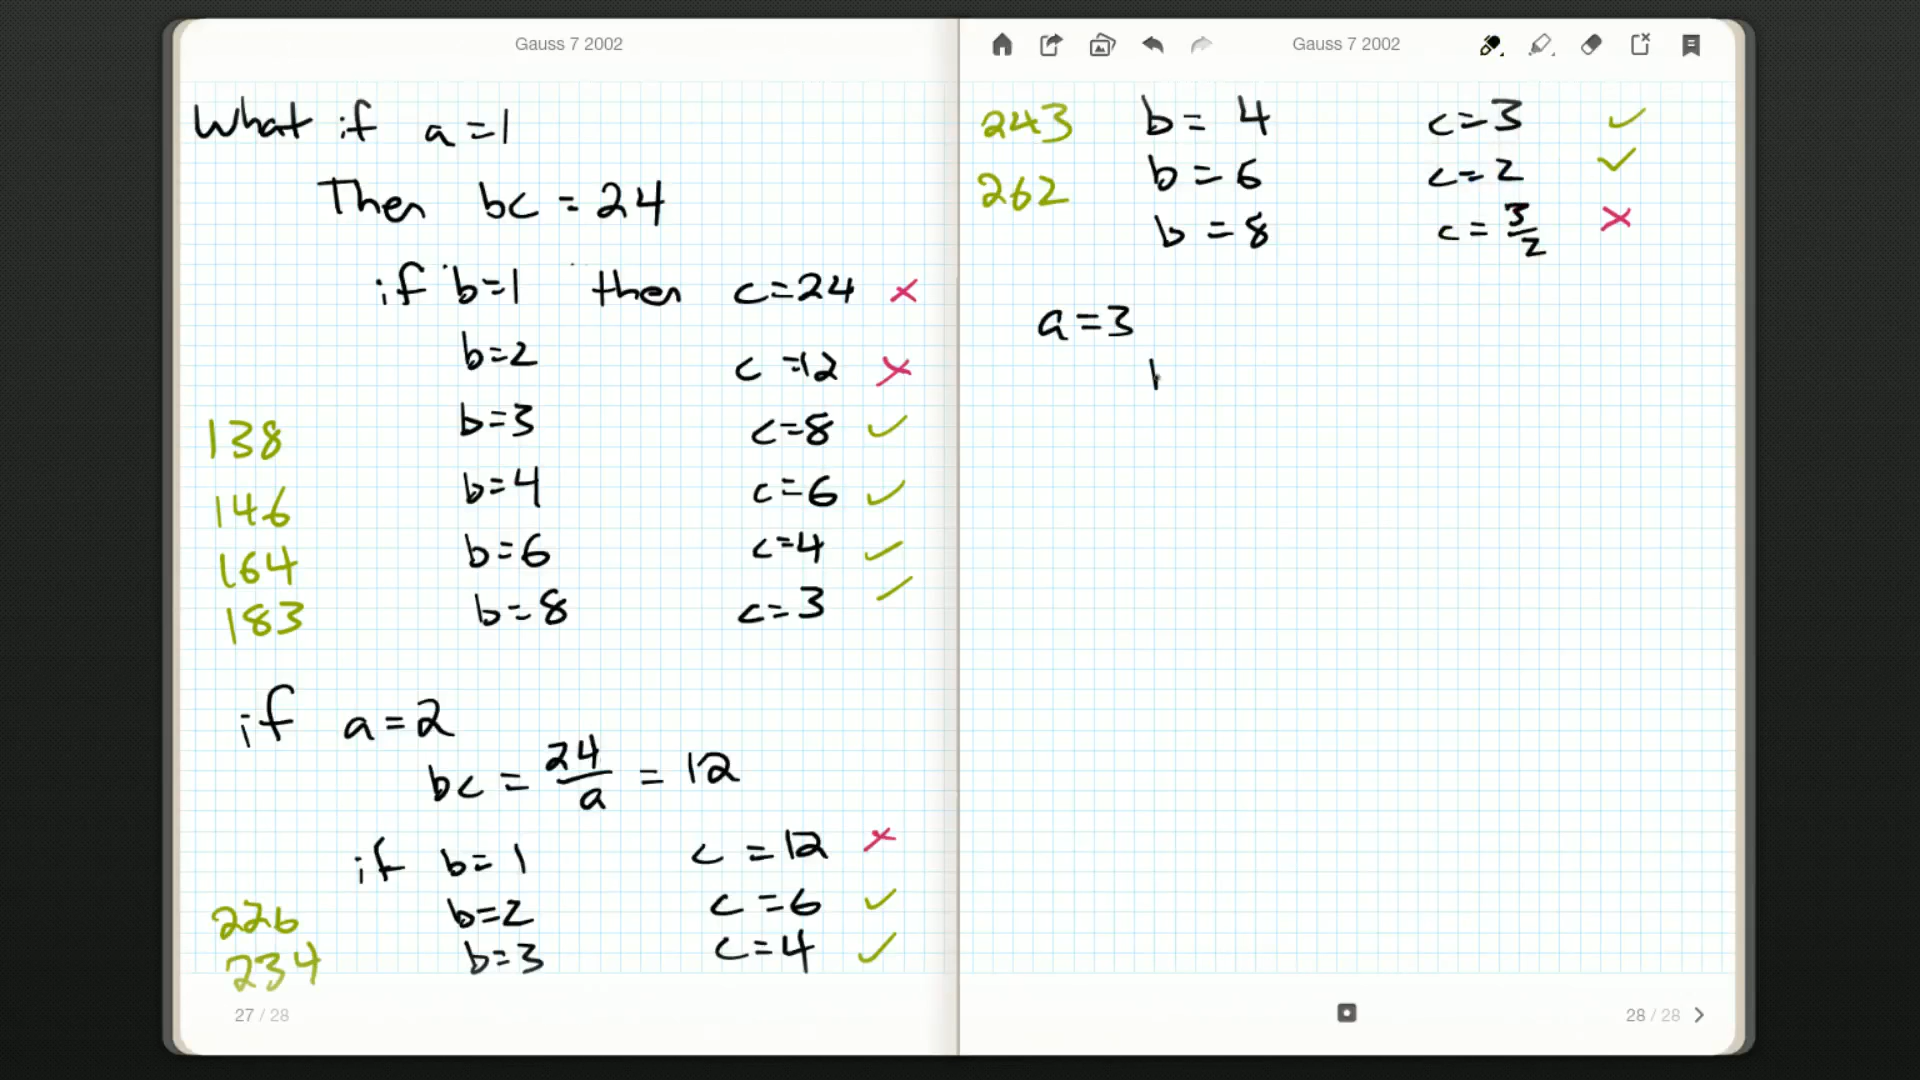 Gauss 7 2002
What if a=1
Then bc = 24
if b=1 then c=24 ×
b=2 c=12 ×
138 b=3 c=8 ✓
146 b=4 c=6 ✓
164 b=6 c=4 ✓
183 b=8 c=3 ✓
if a=2
bc = 24/a = 12
if b=1 c=12 ×
226 b=2 c=6 ✓
234 b=3 c=4 ✓
27 / 28
Gauss 7 2002
243 b=4 c=3 ✓
262 b=6 c=2 ✓
b=8 c=3/2 ×
a=3
28 / 28